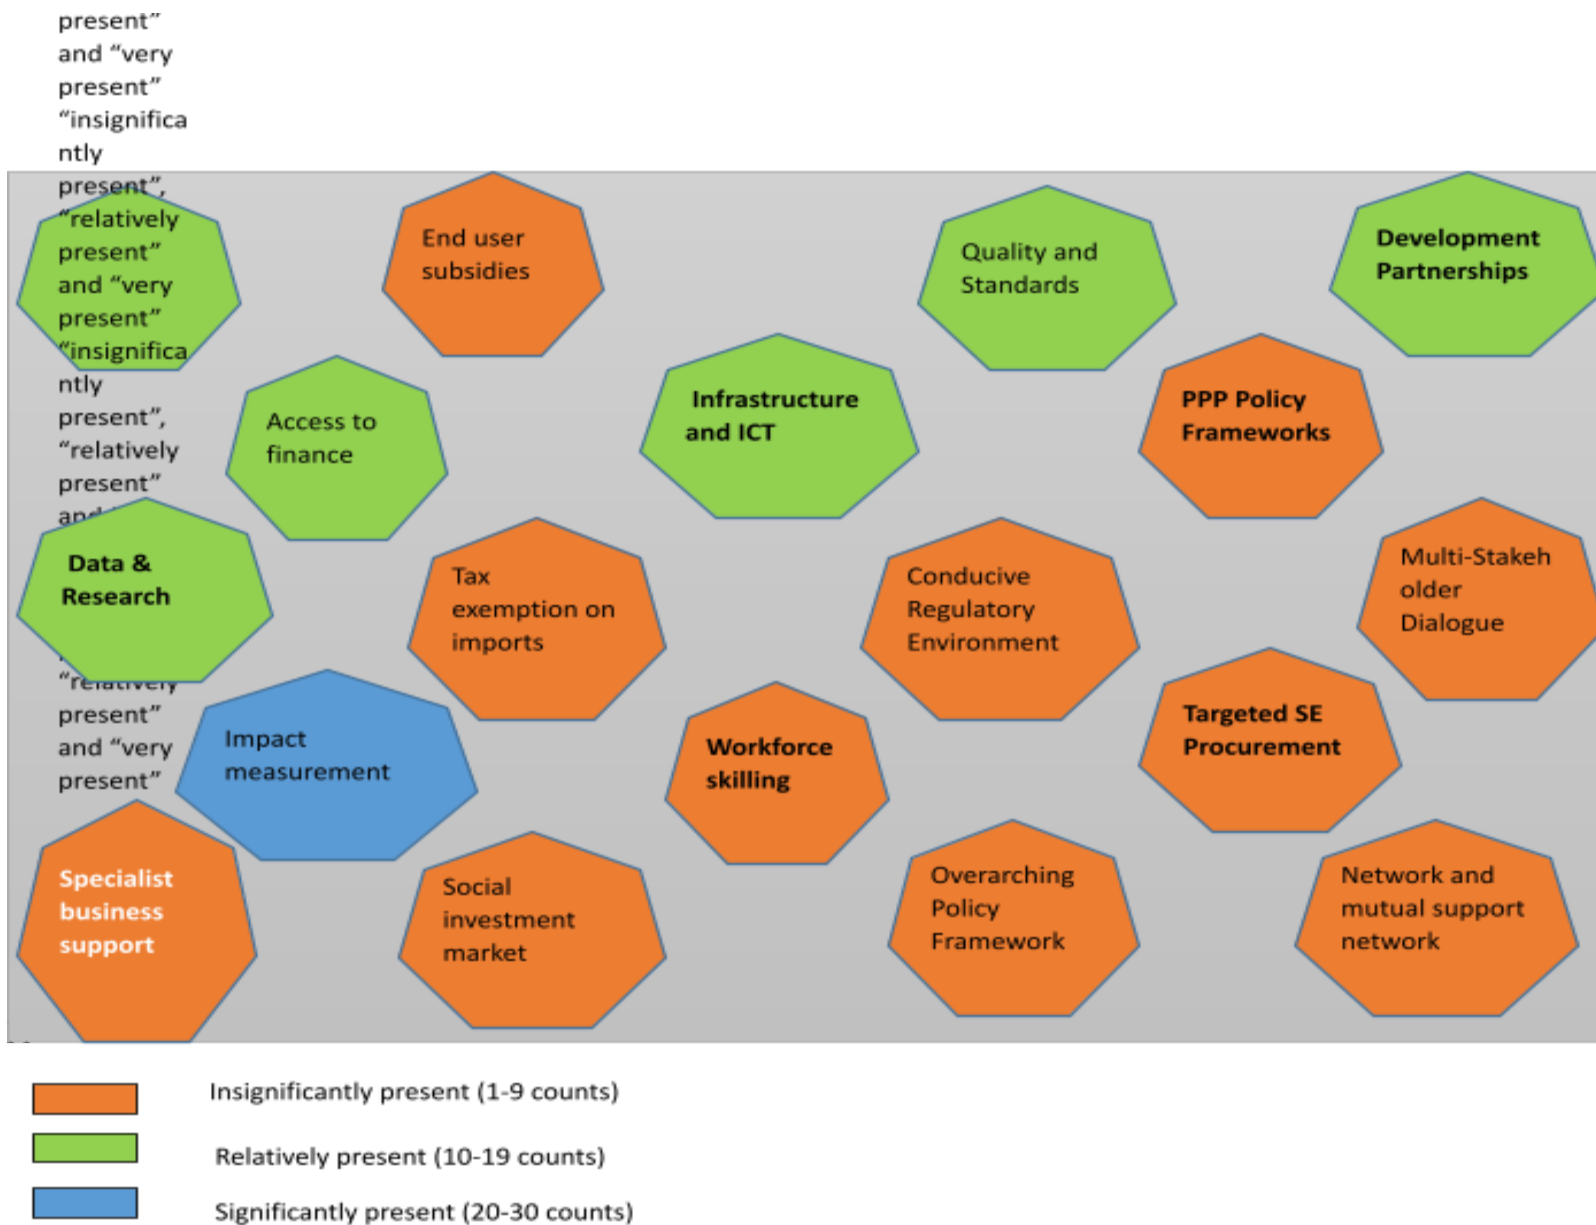 present”
and “very
present”
“insignifica
ntly
present”,
“relatively
present”
and “very
present”
“insignifica
ntly
present”,
“relatively
present”
and
“relatively
present”
and “very
present”
End user
subsidies
Quality and
Standards
Development
Partnerships
Access to
finance
Infrastructure
and ICT
PPP Policy
Frameworks
Data &
Research
Tax
exemption on
imports
Conducive
Regulatory
Environment
Multi-Stakeh
older
Dialogue
Impact
measurement
Workforce
skilling
Targeted SE
Procurement
Specialist
business
support
Social
investment
market
Overarching
Policy
Framework
Network and
mutual support
network
Insignificantly present (1-9 counts)
Relatively present (10-19 counts)
Significantly present (20-30 counts)